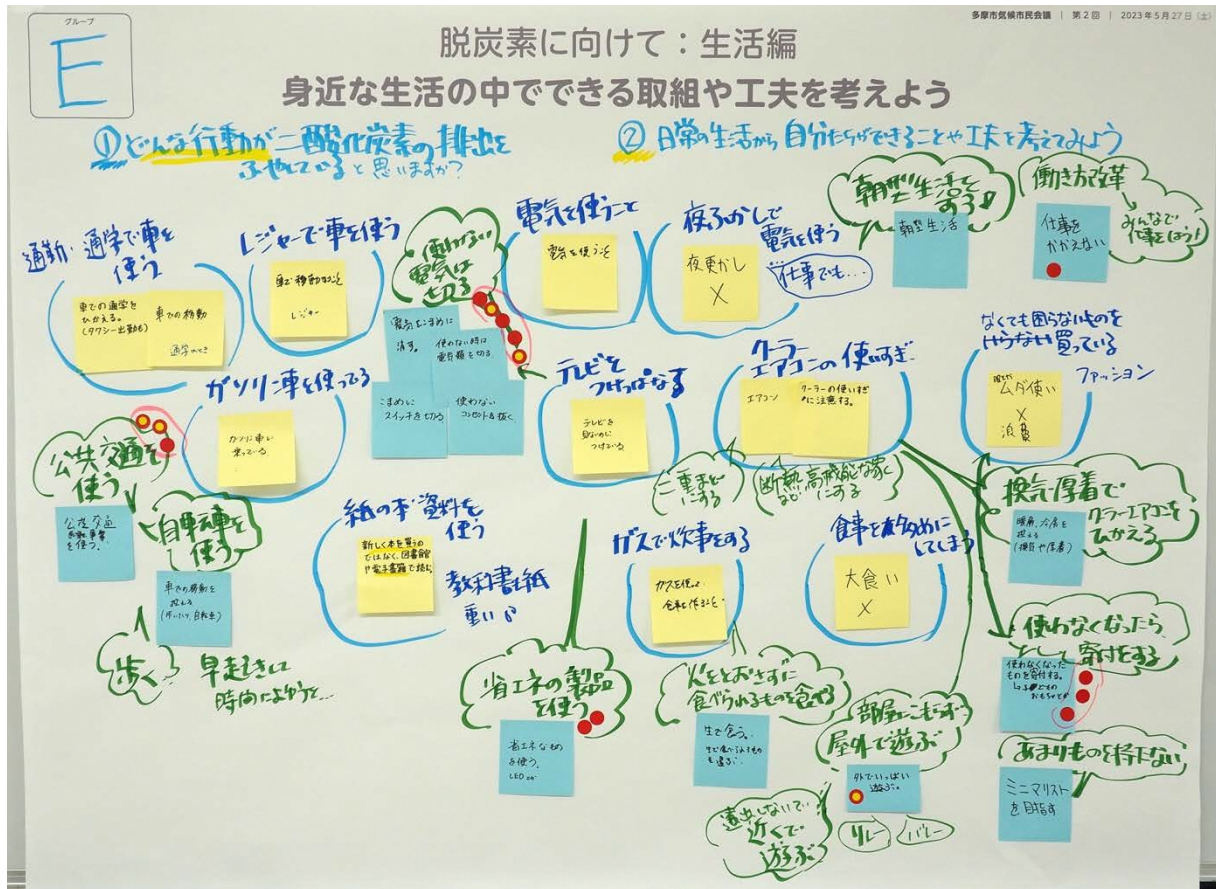 グループ
E
多摩市気候市民会議 | 第2回 | 2023年5月27日(土)
脱炭素に向けて：生活編
身近な生活の中でできる取組や工夫を考えよう
①どんな行動が二酸化炭素の排出を
ふやしていると思いますか?
②日常の生活から自分たちができることや工夫を考えてみよう
通勤・通学で車を
使う
車での通学を
ひかえる。
(タクシー出勤も)
車での移動
通学のとき
レジャーで車を使う
車で移動すること
レジャー
使わない
電気は
切る
電気をこまめに
消す。
使わない時は
電気類を切る
こまめに
スイッチを切る
使わない
コンセントを抜く
電気を使うこと
電気を使うこと
夜ふかしで
電気を使う
仕事でも…
夜更かし
×
朝型生活を
する
朝型生活
働き方改革
仕事を
かかえない
みんなで
仕事をしよう!
ガソリン車を使ってる
ガソリン車に
乗っている
テレビを
つけっぱなす
テレビを
見ないのに
つけている
クーラー
エアコンの使いすぎ
エアコン
クーラーの使いすぎ
に注意する。
なくても困らないものを
買っている
ファッション
ムダ使い
×
浪費
公共交通を
使う
公共交通
を使う。
自転車を
使う
車での移動を
控える
(歩いたり、自転車)
歩く
早起きして
時間によゆうを…
紙の本・資料を
使う
新しく本を買うの
ではなく、図書館
や電子書籍で読む。
教科書も紙
重い
二重まどに
にする
断熱・高機能な家に
にする
ガスで炊事をする
ガスを使って
食事を作ること
食事を多めに
してしまう
大食い
×
換気・厚着で
クーラーエアコンを
ひかえる
暖房、冷房を
控える
(換気や厚着)
使わなくなったら
寄付をする
使わなくなった
ものを寄付する。
おもちゃ
省エネの製品
を使う
省エネなもの
を使う。
LED
火をとおさずに
食べられるものを食べる
生で食う。
部屋にこもらず
屋外で遊ぶ
外でいっぱい
遊ぶ。
リレー
バレー
遠出しないで
近くで
遊ぶ
あまりものを持たない
ミニマリスト
を目指す